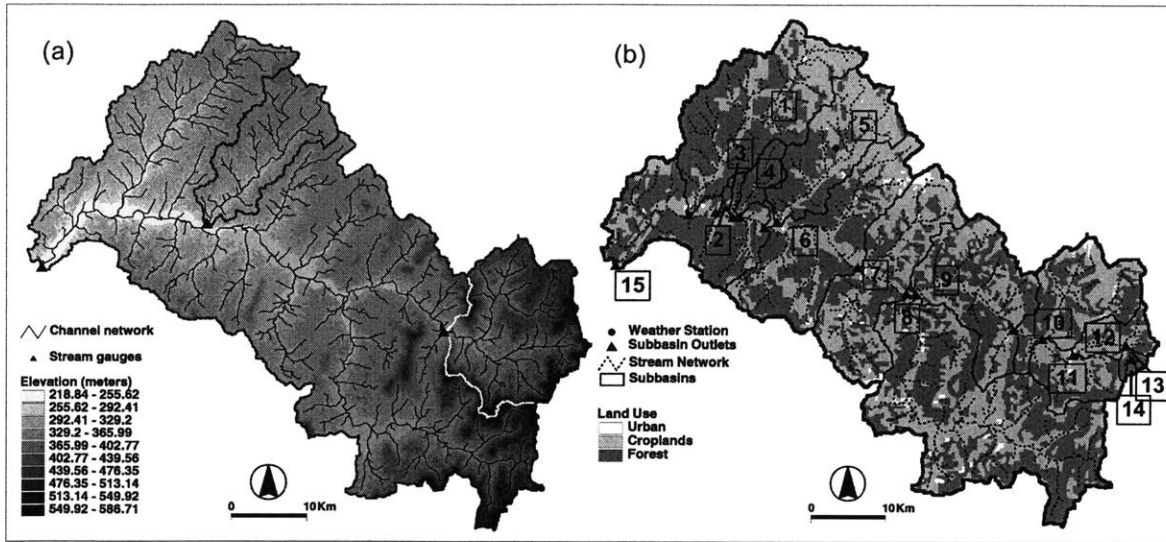 (a)
Channel network
Stream gauges
Elevation (meters)
218.84 - 255.62
255.62 - 292.41
292.41 - 329.2
329.2 - 365.99
365.99 - 402.77
402.77 - 439.56
439.56 - 476.35
476.35 - 513.14
513.14 - 549.92
549.92 - 586.71
0 10Km
(b)
1
5
3
4
2
6
15
7
9
8
10
12
11
13
14
Weather Station
Subbasin Outlets
Stream Network
Subbasins
Land Use
Urban
Croplands
Forest
0 10Km